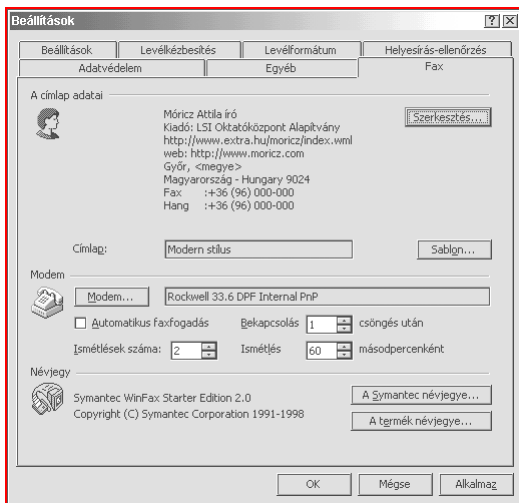 Beállítások
Beállítások Levélkézbesítés Levélformátum Helyesírás-ellenőrzés
Adatvédelem Egyéb Fax
A címlap adatai
Móricz Attila író
Kiadó: LSI Oktatóközpont Alapítvány
http://www.extra.hu/moricz/index.wml
web: http://www.moricz.com
Győr, <megye>
Magyarország - Hungary 9024
Fax :+36 (96) 000-000
Hang :+36 (96) 000-000
Szerkesztés...
Címlap: Modern stílus Sablon...
Modem
Modem... Rockwell 33.6 DPF Internal PnP
Automatikus faxfogadás Bekapcsolás 1 csöngés után
Ismétlések száma: 2 Ismétlés 60 másodpercenként
Névjegy
Symantec WinFax Starter Edition 2.0
Copyright (C) Symantec Corporation 1991-1998
A Symantec névjegye...
A termék névjegye...
OK Mégse Alkalmaz